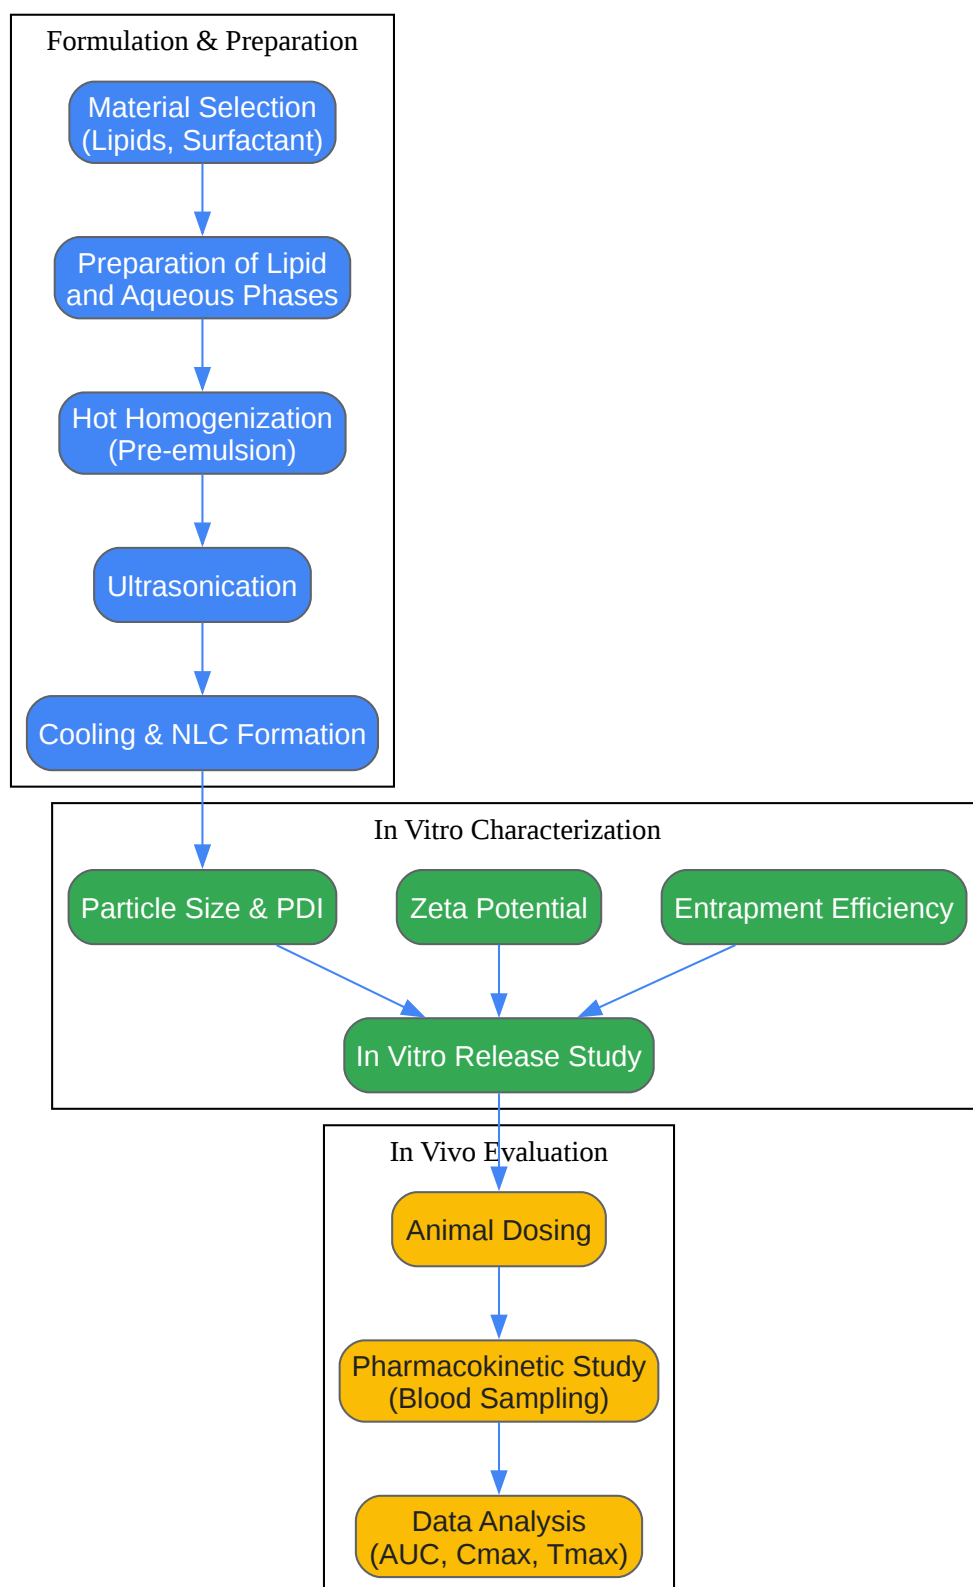 Formulation & Preparation
Material Selection
(Lipids, Surfactant)
Preparation of Lipid
and Aqueous Phases
Hot Homogenization
(Pre-emulsion)
Ultrasonication
Cooling & NLC Formation
In Vitro Characterization
Particle Size & PDI
Zeta Potential
Entrapment Efficiency
In Vitro Release Study
In Vivo Evaluation
Animal Dosing
Pharmacokinetic Study
(Blood Sampling)
Data Analysis
(AUC, Cmax, Tmax)